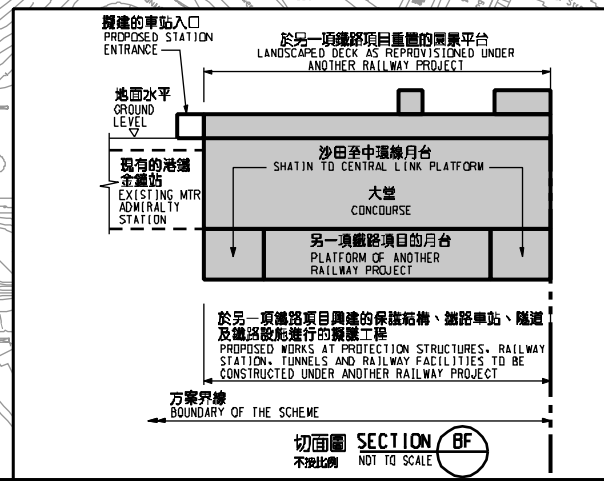 擬建的車站入口
PROPOSED STATION
ENTRANCE
於另一項鐵路項目重置的園景平台
LANDSCAPED DECK AS REPROVISIONED UNDER
ANOTHER RAILWAY PROJECT
地面水平
GROUND
LEVEL
現有的港鐵
金鐘站
EXISTING MTR
ADMIRALTY
STATION
沙田至中環線月台
SHATIN TO CENTRAL LINK PLATFORM
大堂
CONCOURSE
另一項鐵路項目的月台
PLATFORM OF ANOTHER
RAILWAY PROJECT
於另一項鐵路項目興建的保護結構、鐵路車站、隧道
及鐵路設施進行的擬議工程
PROPOSED WORKS AT PROTECTION STRUCTURES, RAILWAY
STATION, TUNNELS AND RAILWAY FACILITIES TO BE
CONSTRUCTED UNDER ANOTHER RAILWAY PROJECT
方案界線
BOUNDARY OF THE SCHEME
切面圖 SECTION BF
不按比例 NOT TO SCALE